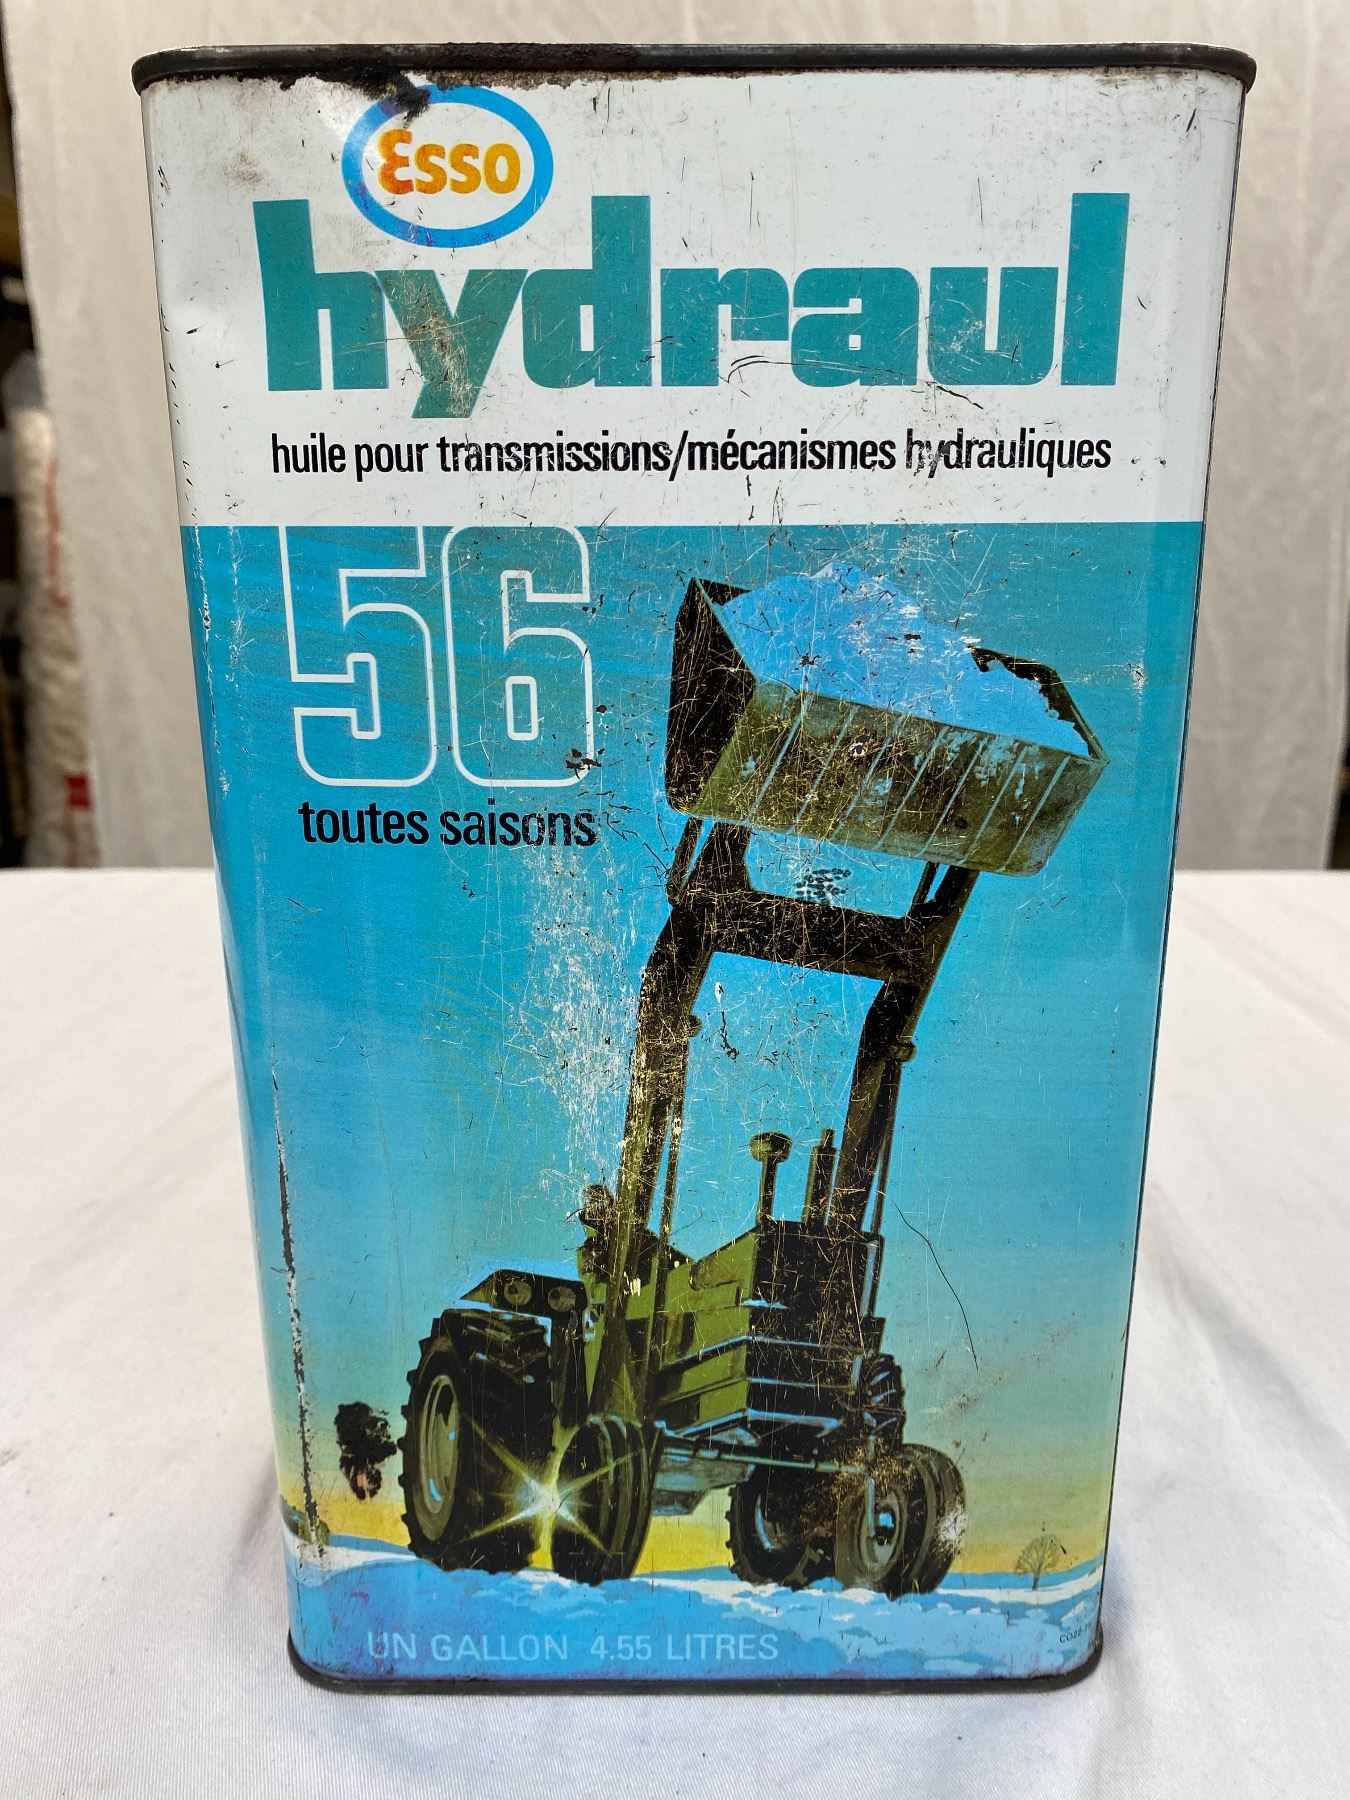 Esso
hydraul
huile pour transmissions/mécanismes hydrauliques
56
toutes saisons
UN GALLON 4.55 LITRES